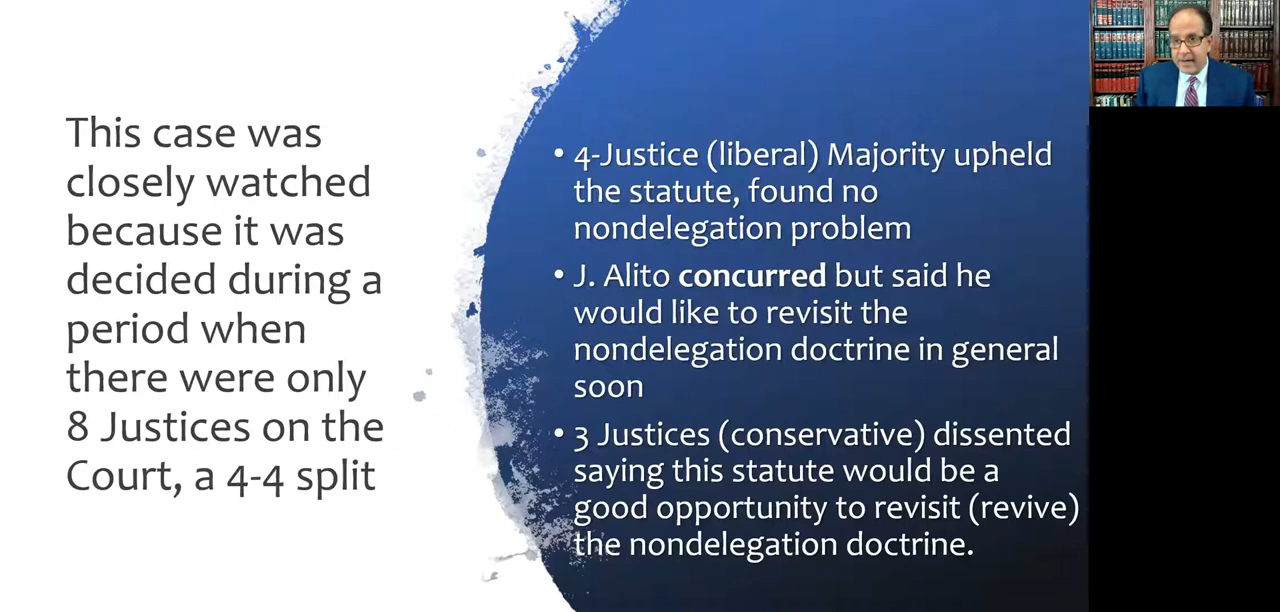 This case was
closely watched
because it was
decided during a
period when
there were only
8 Justices on the
Court, a 4-4 split
• 4-Justice (liberal) Majority upheld
the statute, found no
nondelegation problem
• J. Alito concurred but said he
would like to revisit the
nondelegation doctrine in general
soon
• 3 Justices (conservative) dissented
saying this statute would be a
good opportunity to revisit (revive)
the nondelegation doctrine.